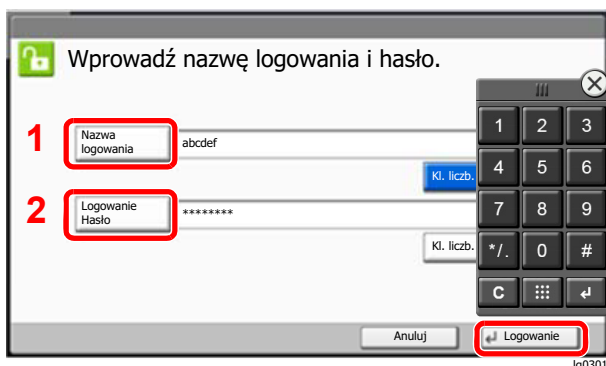 Wprowadź nazwę logowania i hasło.
1
Nazwa
logowania
abcdef
Kl. liczb.
2
Logowanie
Hasło
********
Kl. liczb.
1 2 3
4 5 6
7 8 9
*/. 0 #
C
Anuluj
Logowanie
lg0301